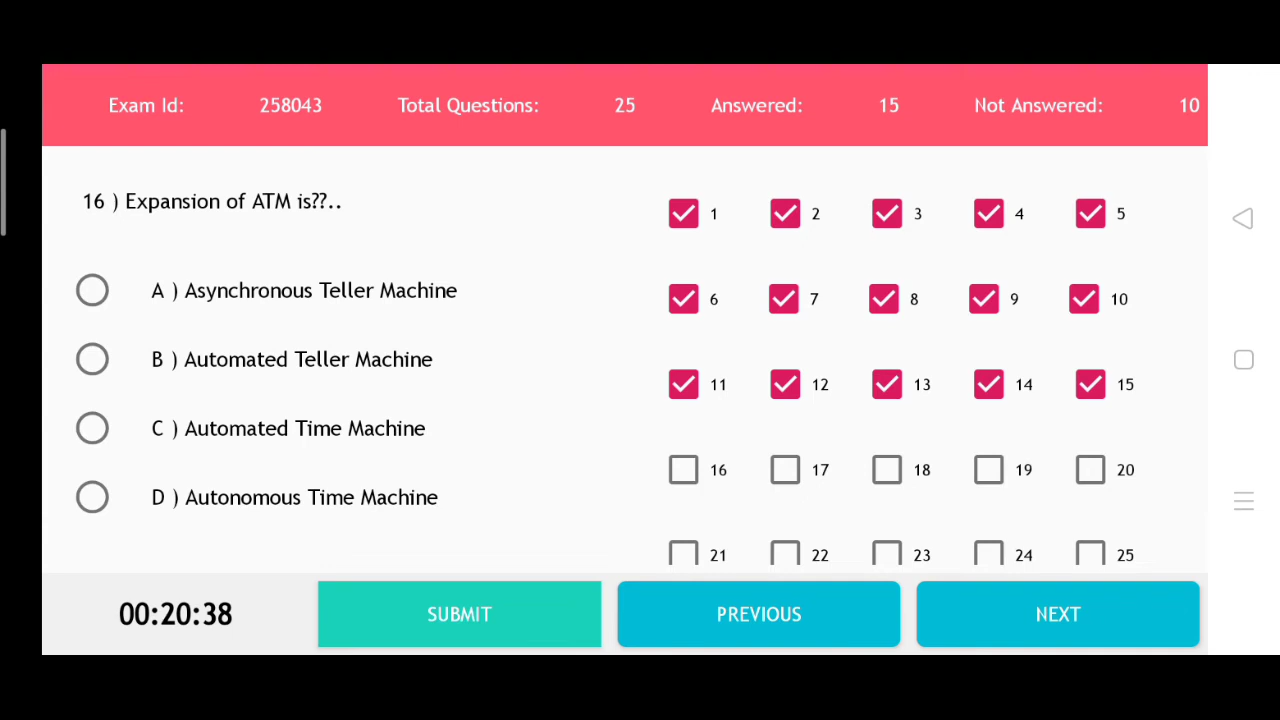 Exam Id: 258043 Total Questions: 25 Answered: 15 Not Answered: 10
16 ) Expansion of ATM is??..
A ) Asynchronous Teller Machine
B ) Automated Teller Machine
C ) Automated Time Machine
D ) Autonomous Time Machine
1 2 3 4 5
6 7 8 9 10
11 12 13 14 15
16 17 18 19 20
21 22 23 24 25
00:20:38 SUBMIT PREVIOUS NEXT